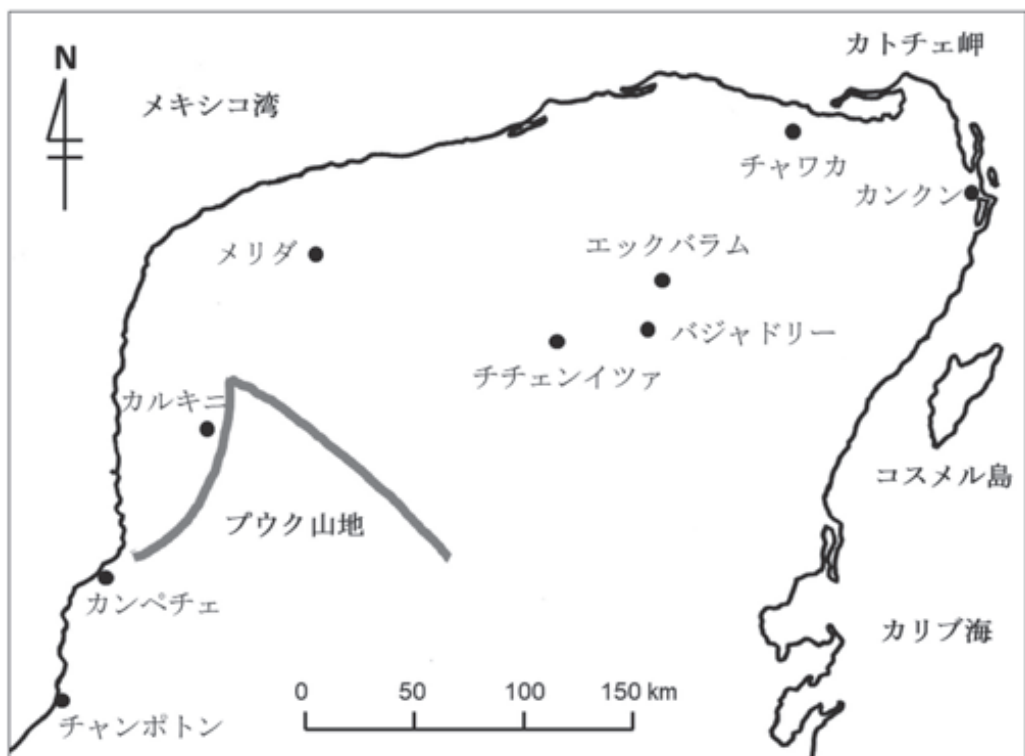 カトチェ岬
N
メキシコ湾
チャワカ
カンクン
メリダ
エックバラム
バジャドリー
チチェンイツァ
カルキニ
コスメル島
プウク山地
カンペチェ
カリブ海
0 50 100 150 km
チャンポトン